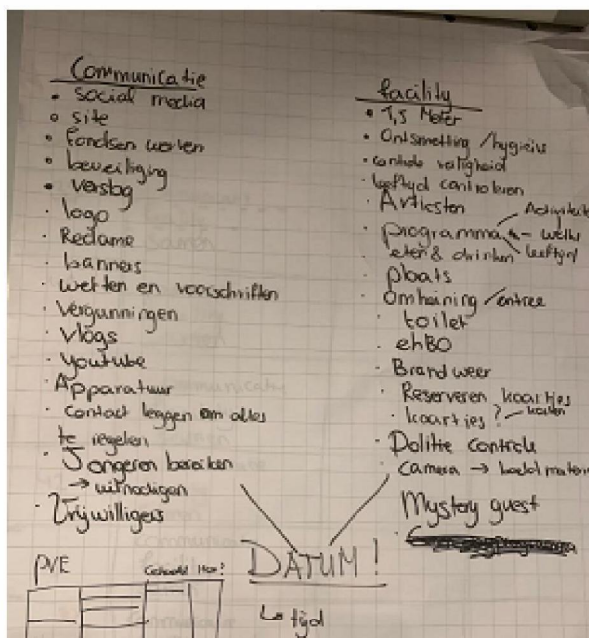 Communicatie
• social media
• site
• fondsen werven
• beveiliging
• verslag
· logo
· Reclame
· banners
· wetten en voorschriften
· vergunningen
· vlogs
· youtube
· Apparatuur
· contact leggen om alles
te regelen
· Jongeren bereiken
→ uitnodigen
· Vrijwilligers
facility
• 1,5 Meter
• Ontsmetting /hygiëne
· controle veiligheid
· leeftijd controleren
· Artiesten
· programma
Activiteit
welke
leeftijd
· eten & drinken
· plaats
· Omheining /entree
· toilet
· ehBO
· Brandweer
· Reserveren kaartjes
· kaartjes ? - kosten
· Politie controle
· camera →
Mystery guest
DATUM !
↳ tijd
PVE